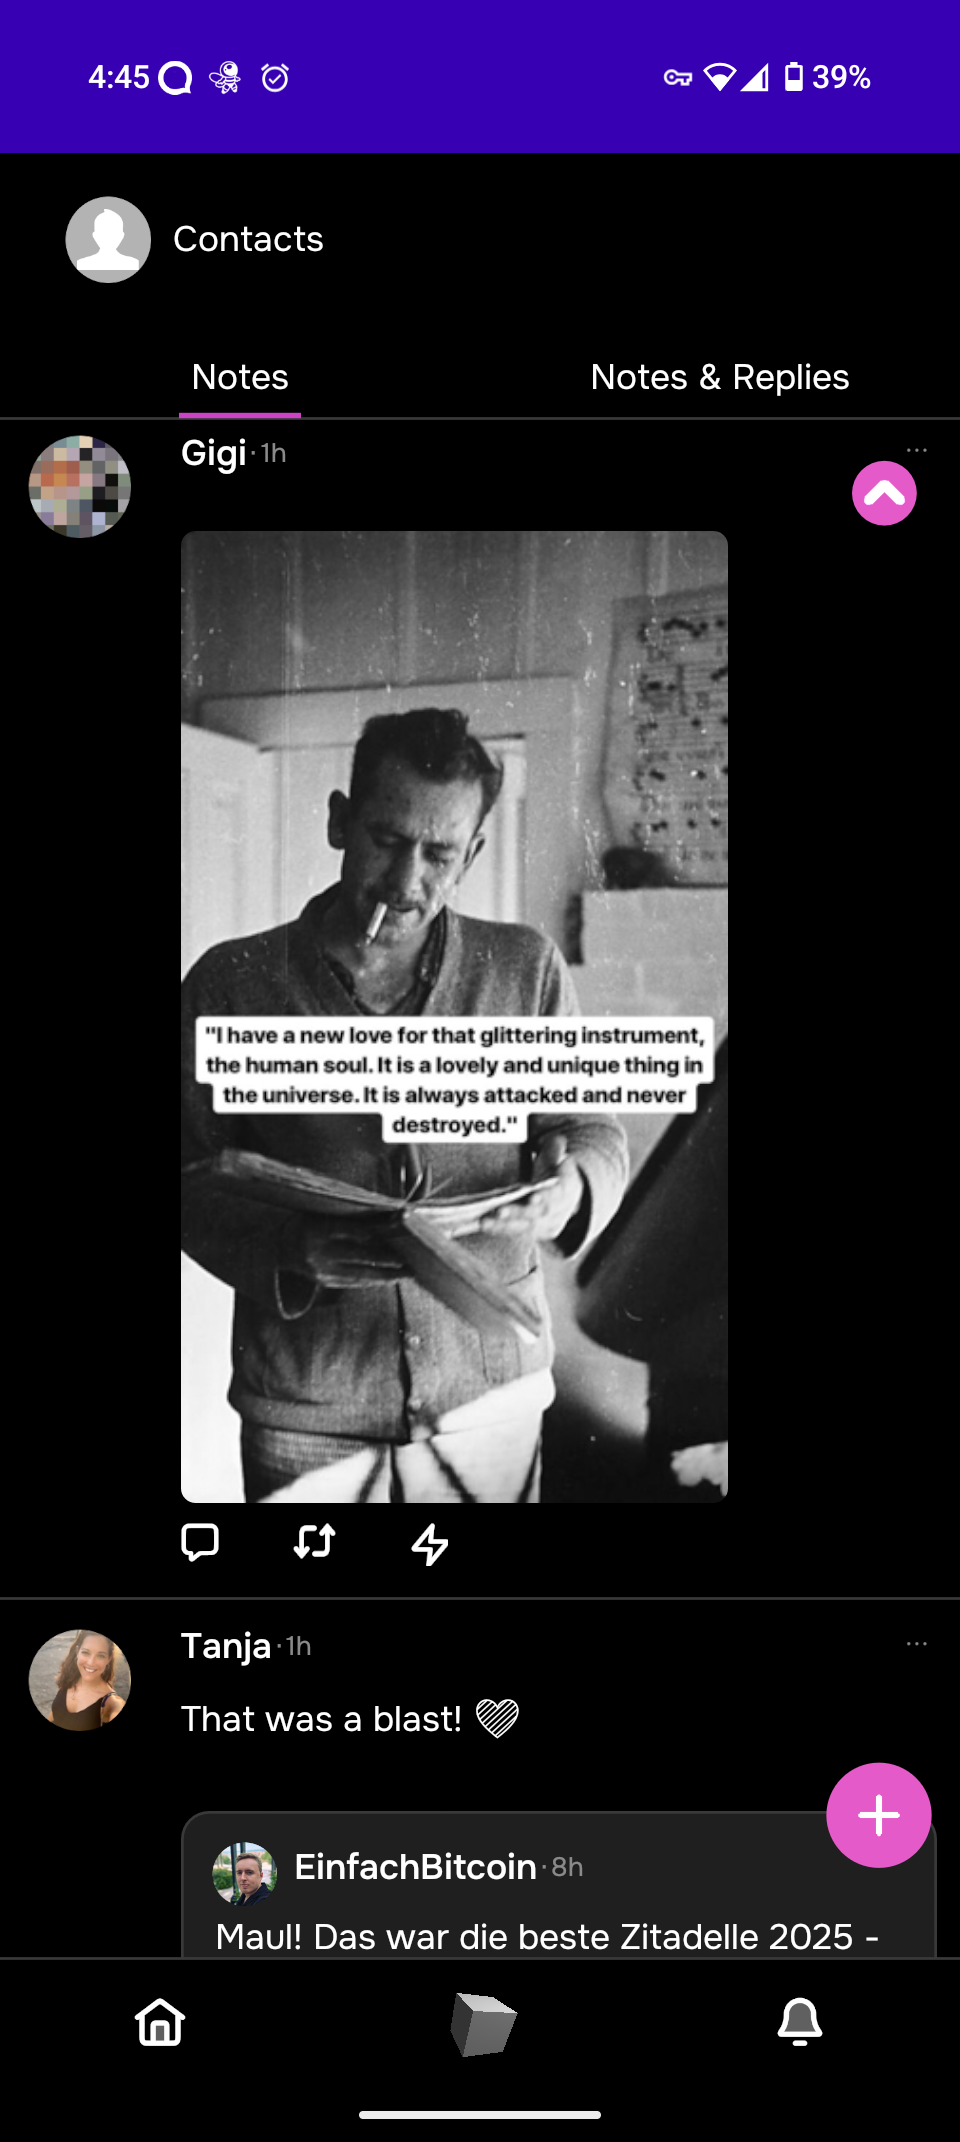 4:45
39%
Contacts
Notes
Notes & Replies
Gigi · 1h
"I have a new love for that glittering instrument,
the human soul. It is a lovely and unique thing in
the universe. It is always attacked and never
destroyed."
Tanja · 1h
That was a blast!
EinfachBitcoin · 8h
Maul! Das war die beste Zitadelle 2025 -